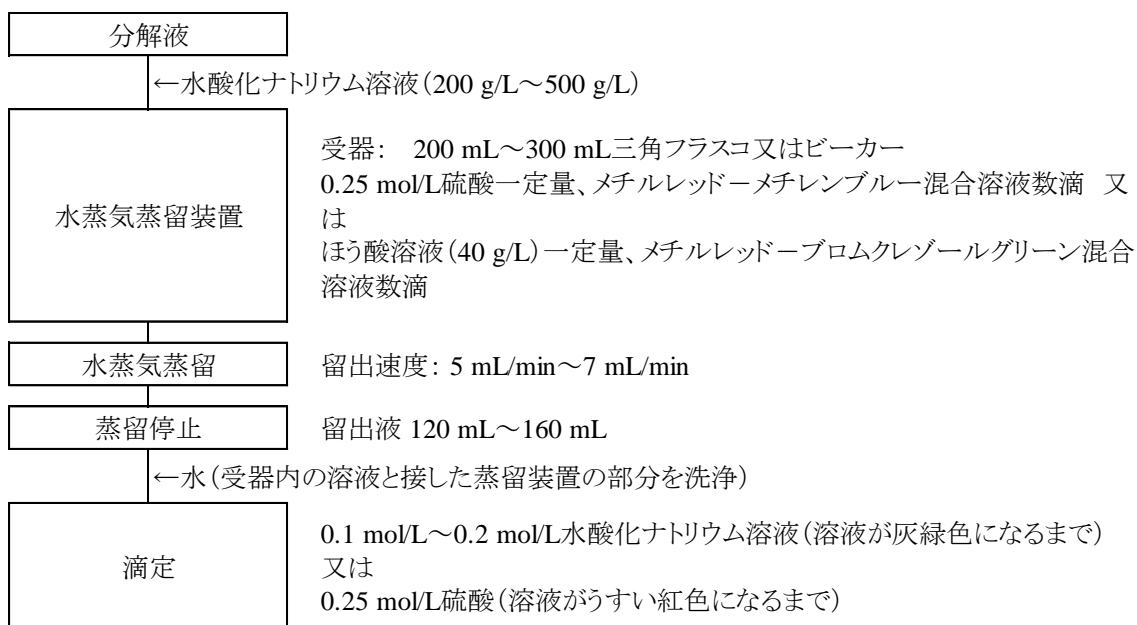 分解液
←水酸化ナトリウム溶液（200 g/L～500 g/L）
水蒸気蒸留装置
受器： 200 mL～300 mL三角フラスコ又はビーカー
0.25 mol/L硫酸一定量、メチルレッド－メチレンブルー混合溶液数滴 又
は
ほう酸溶液（40 g/L）一定量、メチルレッド－ブロムクレゾールグリーン混合
溶液数滴
水蒸気蒸留
留出速度： 5 mL/min～7 mL/min
蒸留停止
留出液 120 mL～160 mL
←水（受器内の溶液と接した蒸留装置の部分を洗浄）
滴定
0.1 mol/L～0.2 mol/L水酸化ナトリウム溶液（溶液が灰緑色になるまで）
又は
0.25 mol/L硫酸（溶液がうすい紅色になるまで）